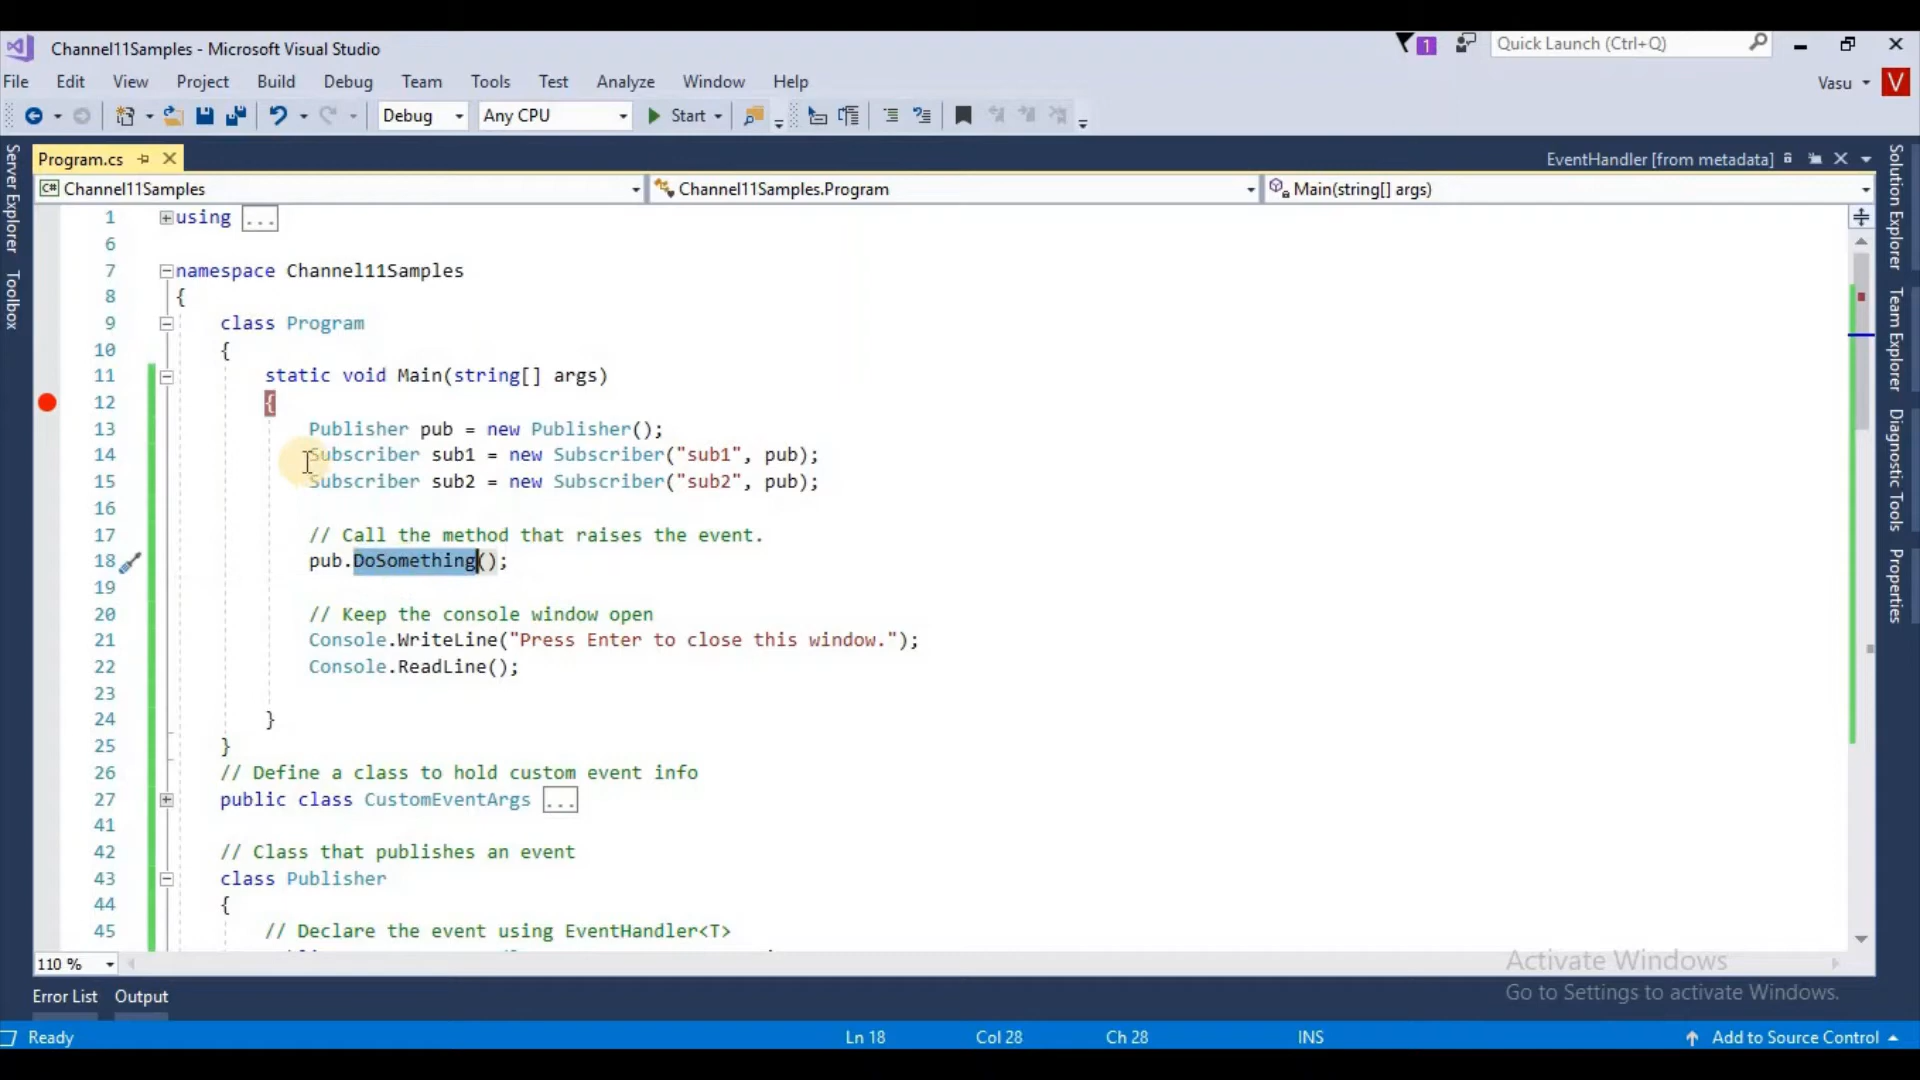 Channel11Samples - Microsoft Visual Studio
1
Quick Launch (Ctrl+Q)
File Edit View Project Build Debug Team Tools Test Analyze Window Help
Vasu V
Debug Any CPU Start
Program.cs
EventHandler [from metadata]
C# Channel11Samples
Channel11Samples.Program
Main(string[] args)
Server Explorer
Toolbox
Solution Explorer
Team Explorer
Diagnostic Tools
Properties
1 using ...
6
7 namespace Channel11Samples
8 {
9 class Program
10 {
11 static void Main(string[] args)
12 {
13 Publisher pub = new Publisher();
14 Subscriber sub1 = new Subscriber("sub1", pub);
15 Subscriber sub2 = new Subscriber("sub2", pub);
16
17 // Call the method that raises the event.
18 pub.DoSomething();
19
20 // Keep the console window open
21 Console.WriteLine("Press Enter to close this window.");
22 Console.ReadLine();
23
24 }
25 }
26 // Define a class to hold custom event info
27 public class CustomEventArgs ...
41
42 // Class that publishes an event
43 class Publisher
44 {
45 // Declare the event using EventHandler<T>
110 %
Activate Windows
Go to Settings to activate Windows.
Error List Output
Ready
Ln 18 Col 28 Ch 28 INS
Add to Source Control